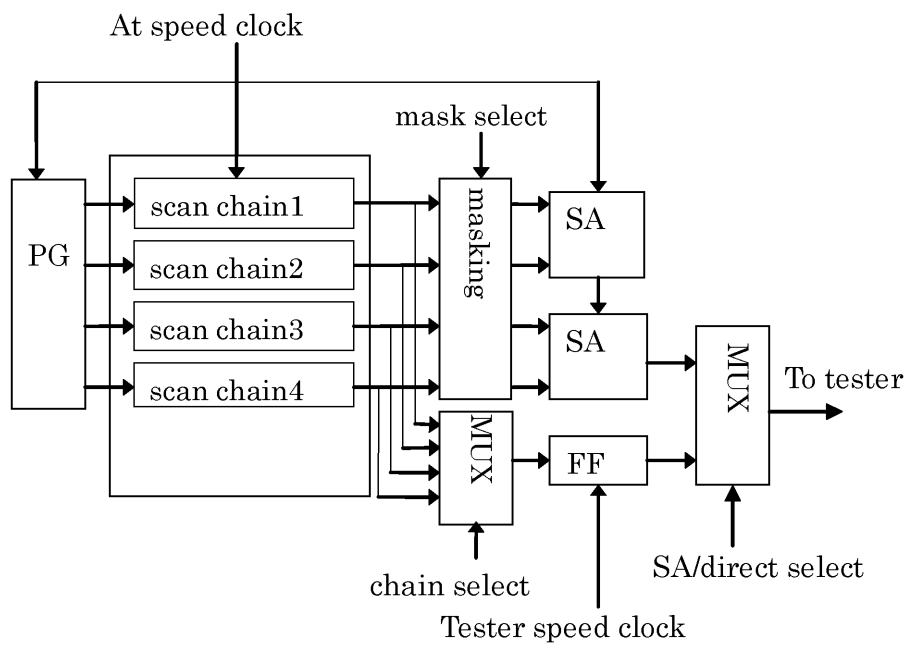 At speed clock
mask select
PG
scan chain1
scan chain2
scan chain3
scan chain4
masking
SA
SA
MUX
FF
MUX
To tester
chain select
SA/direct select
Tester speed clock